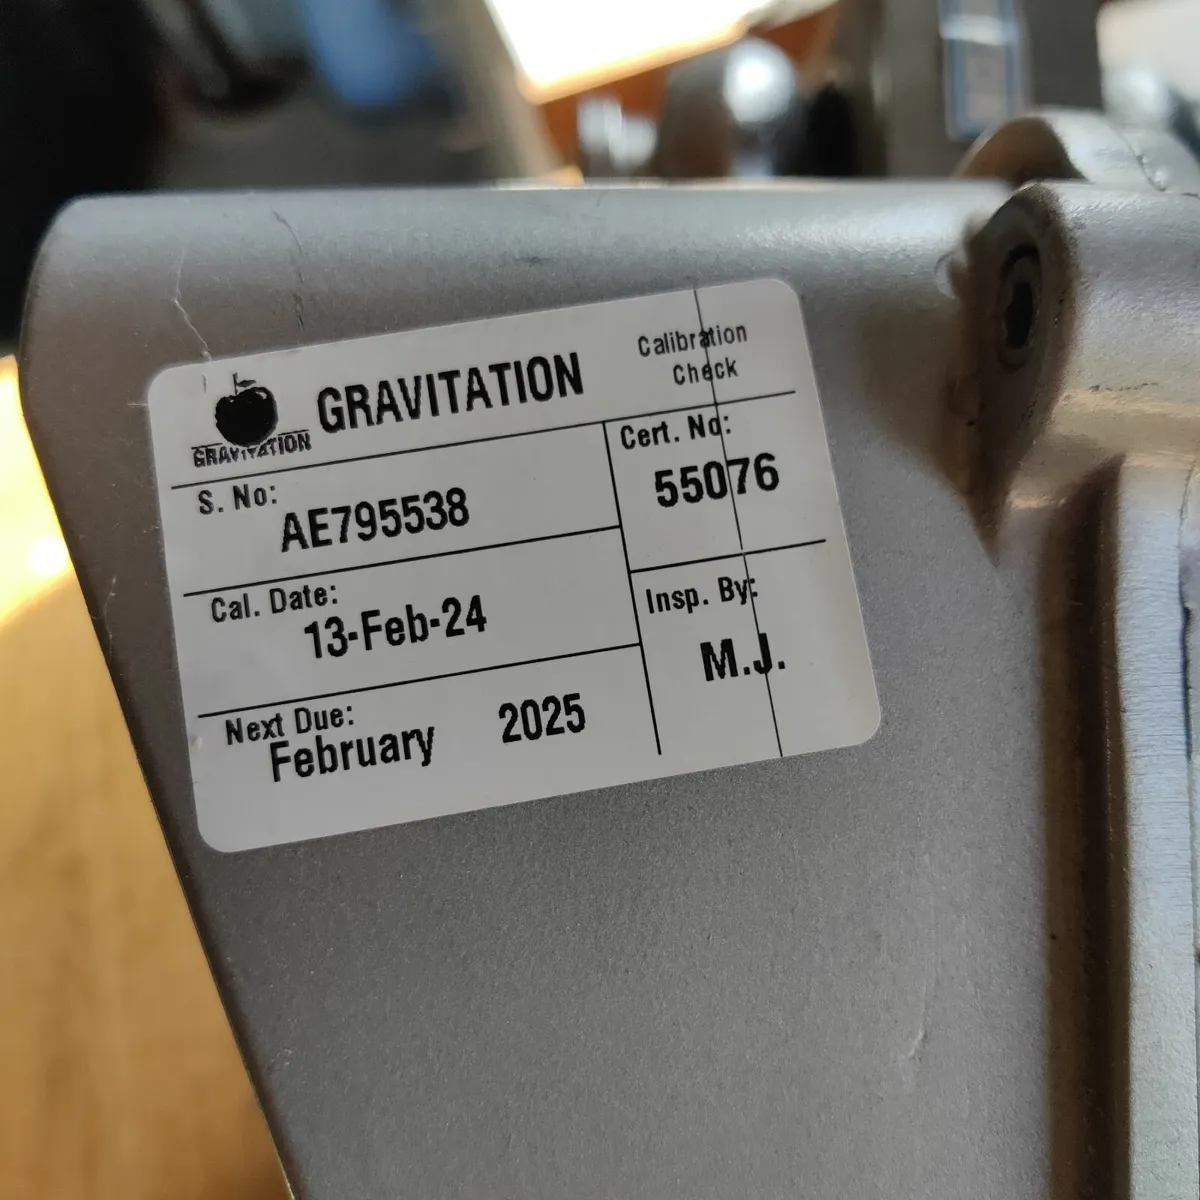 GRAVITATION
GRAVITATION
Calibration
Check
S. No:
AE795538
Cert. No:
55076
Cal. Date:
13-Feb-24
Insp. By:
M.J.
Next Due:
February 2025